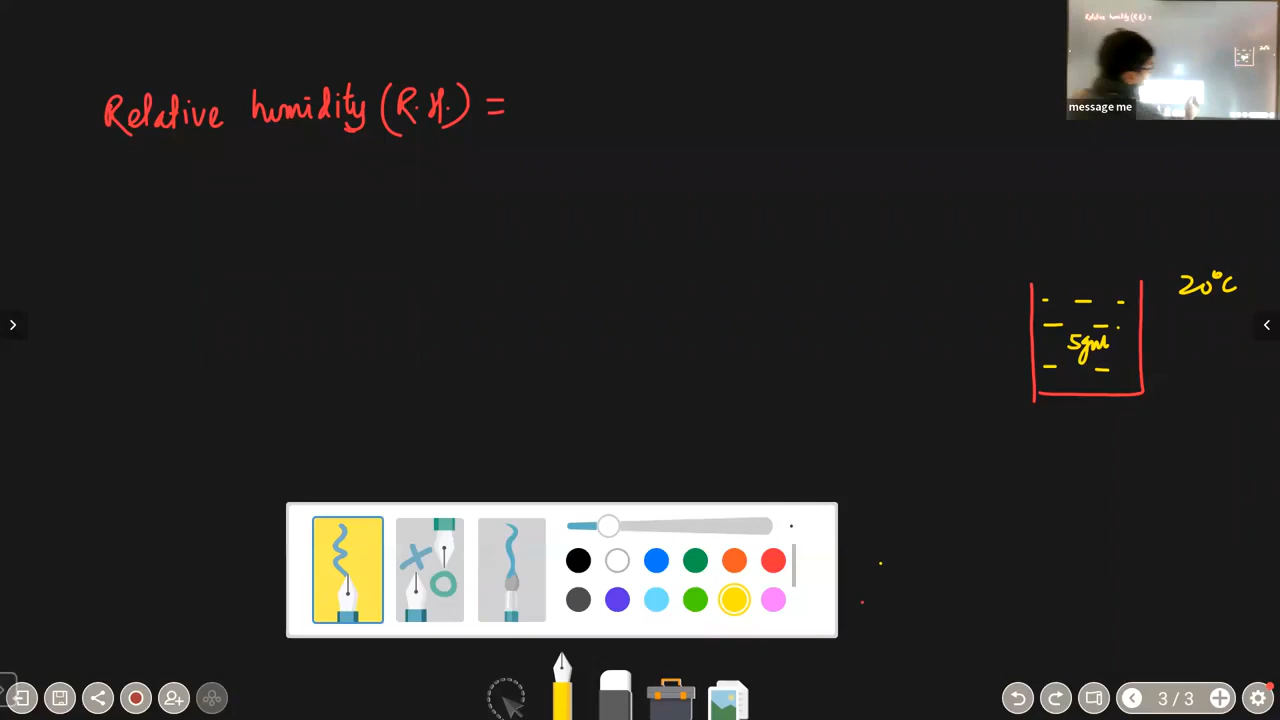 Relative humidity (R.H.) =
message me
20°C
5gm
3/3